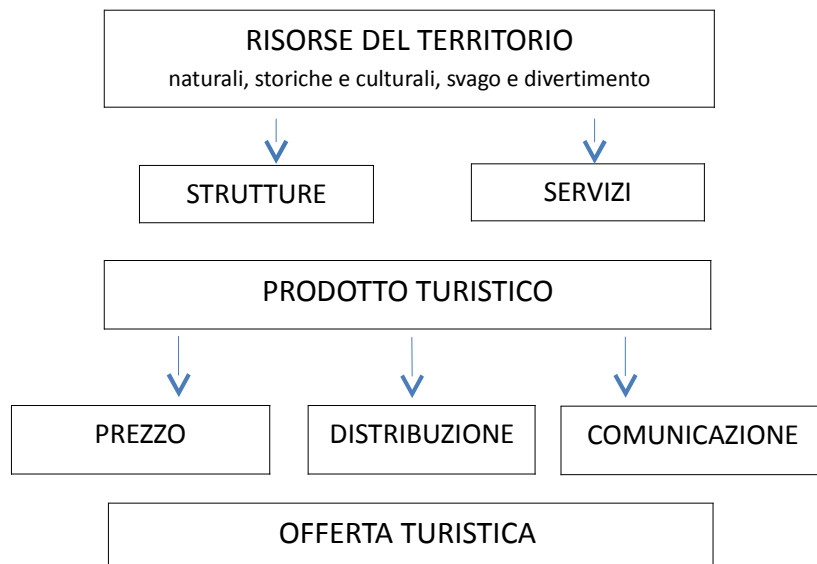 RISORSE DEL TERRITORIO
naturali, storiche e culturali, svago e divertimento
STRUTTURE
SERVIZI
PRODOTTO TURISTICO
PREZZO
DISTRIBUZIONE
COMUNICAZIONE
OFFERTA TURISTICA